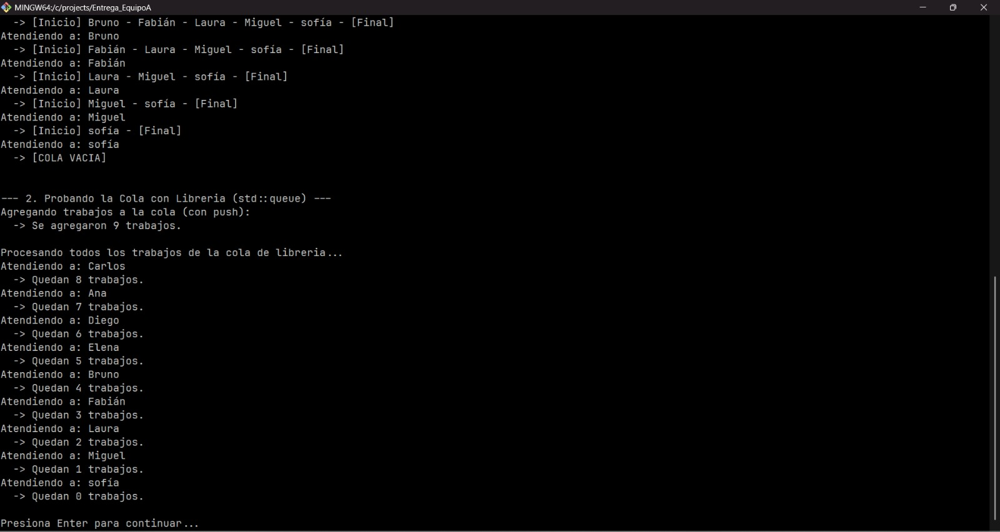 MINGW64:/c/projects/Entrega_EquipoA
-> [Inicio] Bruno - Fabián - Laura - Miguel - sofía - [Final]
Atendiendo a: Bruno
-> [Inicio] Fabián - Laura - Miguel - sofía - [Final]
Atendiendo a: Fabián
-> [Inicio] Laura - Miguel - sofía - [Final]
Atendiendo a: Laura
-> [Inicio] Miguel - sofía - [Final]
Atendiendo a: Miguel
-> [Inicio] sofía - [Final]
Atendiendo a: sofía
-> [COLA VACIA]
--- 2. Probando la Cola con Libreria (std::queue) ---
Agregando trabajos a la cola (con push):
-> Se agregaron 9 trabajos.
Procesando todos los trabajos de la cola de libreria...
Atendiendo a: Carlos
-> Quedan 8 trabajos.
Atendiendo a: Ana
-> Quedan 7 trabajos.
Atendiendo a: Diego
-> Quedan 6 trabajos.
Atendiendo a: Elena
-> Quedan 5 trabajos.
Atendiendo a: Bruno
-> Quedan 4 trabajos.
Atendiendo a: Fabián
-> Quedan 3 trabajos.
Atendiendo a: Laura
-> Quedan 2 trabajos.
Atendiendo a: Miguel
-> Quedan 1 trabajos.
Atendiendo a: sofía
-> Quedan 0 trabajos.
Presiona Enter para continuar...